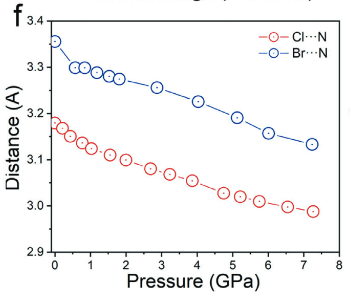 f
3.4
3.3
3.2
3.1
3.0
2.9
Distance (A)
Cl···N
Br···N
0 1 2 3 4 5 6 7 8
Pressure (GPa)